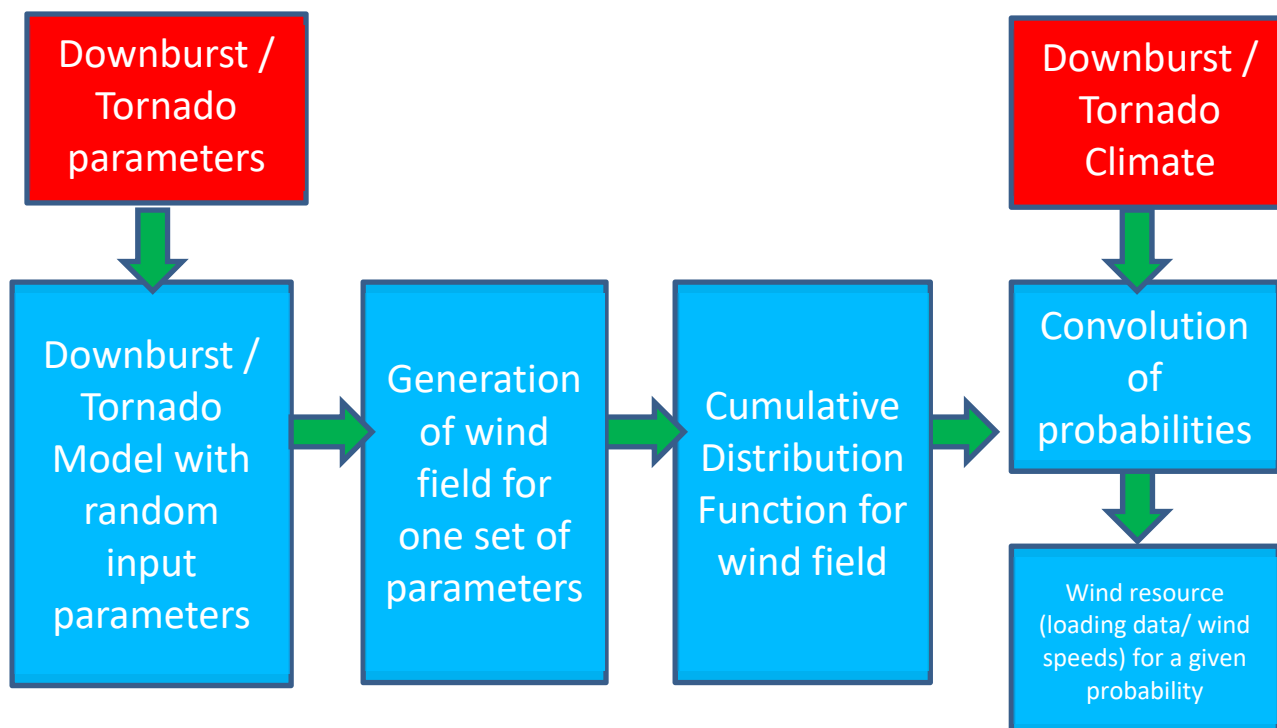 Downburst /
Tornado
parameters
Downburst /
Tornado
Climate
Downburst /
Tornado
Model with
random
input
parameters
Generation
of wind
field for
one set of
parameters
Cumulative
Distribution
Function for
wind field
Convolution
of
probabilities
Wind resource
(loading data/ wind
speeds) for a given
probability